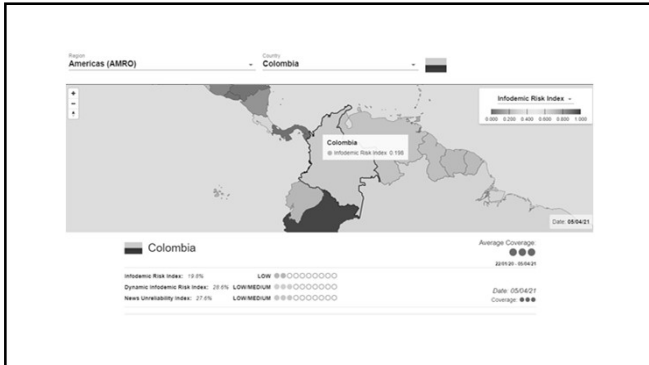 Region
Americas (AMRO)
Country
Colombia
Infodemic Risk Index
0.000 0.200 0.400 0.600 0.800 1.000
Colombia
Infodemic Risk Index 0.198
Date: 05/04/21
Colombia
Average Coverage:
22/01/20 - 05/04/21
Infodemic Risk Index: 19.8% LOW
Dynamic Infodemic Risk Index: 28.6% LOW/MEDIUM
News Unreliability Index: 27.6% LOW/MEDIUM
Date: 05/04/21
Coverage: